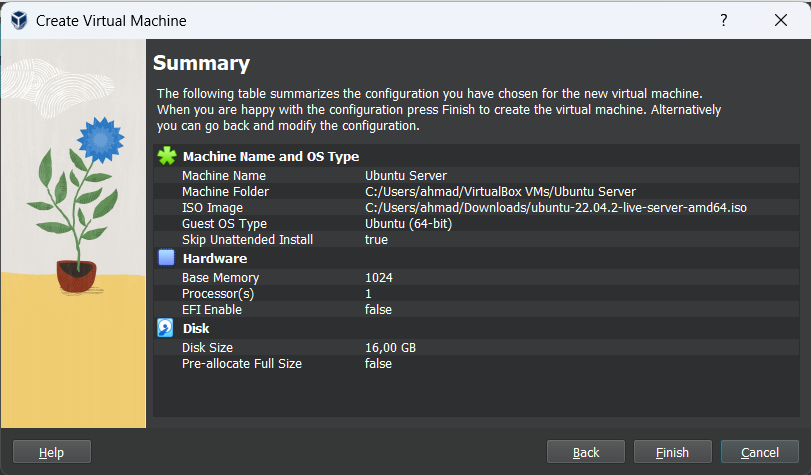 Create Virtual Machine ?
Summary
The following table summarizes the configuration you have chosen for the new virtual machine.
When you are happy with the configuration press Finish to create the virtual machine. Alternatively
you can go back and modify the configuration.
Machine Name and OS Type
Machine Name Ubuntu Server
Machine Folder C:/Users/ahmad/VirtualBox VMs/Ubuntu Server
ISO Image C:/Users/ahmad/Downloads/ubuntu-22.04.2-live-server-amd64.iso
Guest OS Type Ubuntu (64-bit)
Skip Unattended Install true
Hardware
Base Memory 1024
Processor(s) 1
EFI Enable false
Disk
Disk Size 16,00 GB
Pre-allocate Full Size false
Help Back Finish Cancel